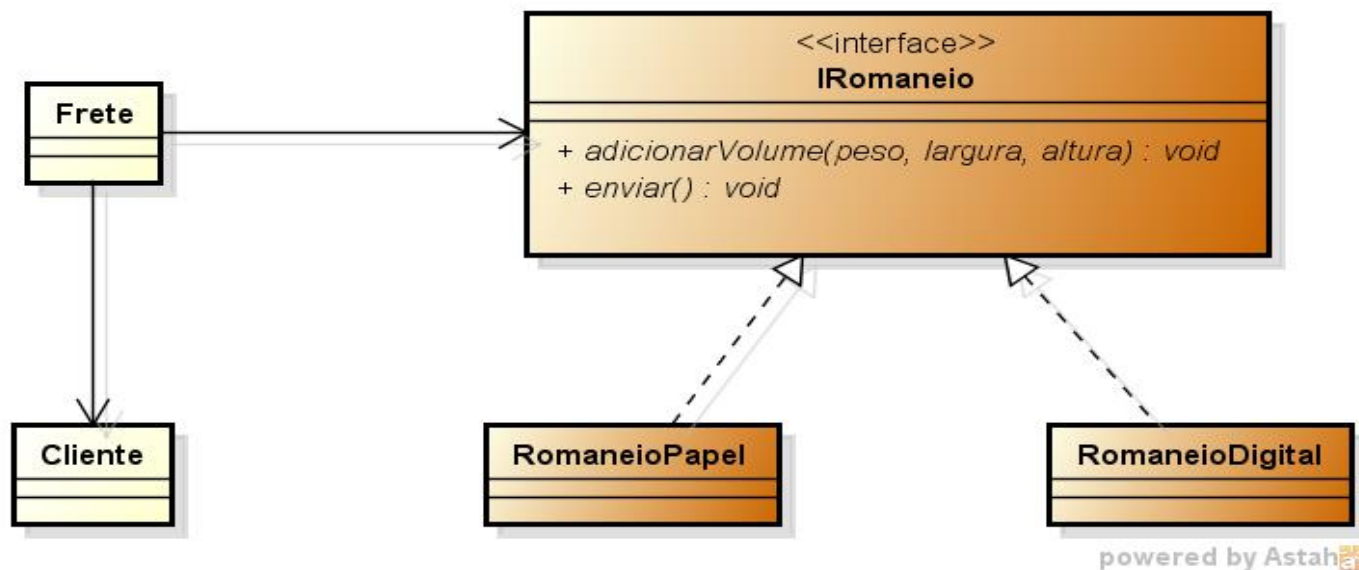 <<interface>>
IRomaneio
Frete
+ adicionarVolume(peso, largura, altura) : void
+ enviar() : void
Cliente
RomaneioPapel
RomaneioDigital
powered by Astah